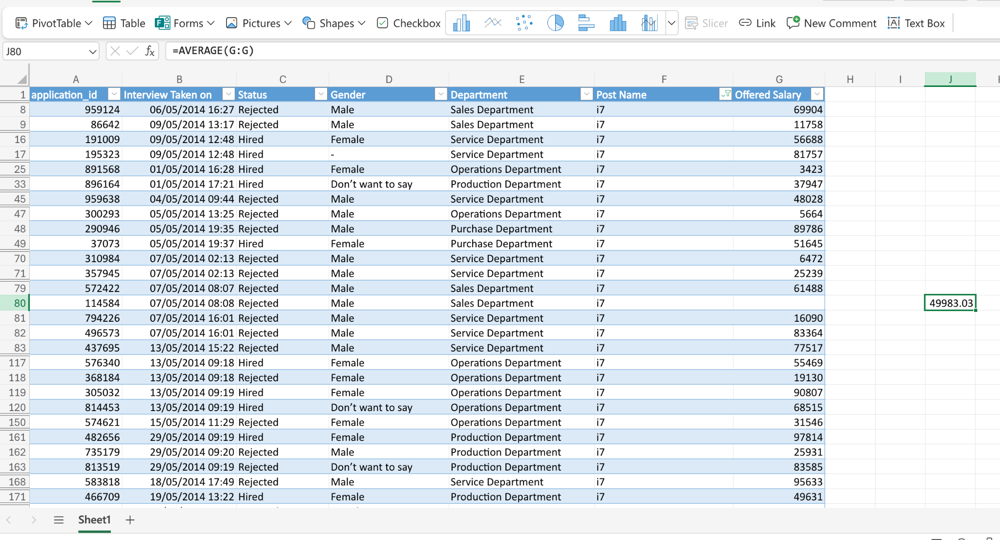 PivotTable Table Forms Pictures Shapes Checkbox Slicer Link New Comment Text Box
J80 fx =AVERAGE(G:G)
A B C D E F G H I J
1 application_id Interview Taken on Status Gender Department Post Name Offered Salary
8 959124 06/05/2014 16:27 Rejected Male Sales Department i7 69904
9 86642 09/05/2014 13:17 Rejected Male Sales Department i7 11758
16 191009 09/05/2014 12:48 Hired Female Service Department i7 56688
17 195323 09/05/2014 12:48 Hired - Service Department i7 81757
25 891568 01/05/2014 16:28 Hired Female Operations Department i7 3423
33 896164 01/05/2014 17:21 Hired Don’t want to say Production Department i7 37947
45 959638 04/05/2014 09:44 Rejected Male Service Department i7 48028
47 300293 05/05/2014 13:25 Rejected Male Operations Department i7 5664
48 290946 05/05/2014 19:35 Rejected Male Purchase Department i7 89786
49 37073 05/05/2014 19:37 Hired Female Purchase Department i7 51645
70 310984 07/05/2014 02:13 Rejected Male Service Department i7 6472
71 357945 07/05/2014 02:13 Rejected Male Service Department i7 25239
79 572422 07/05/2014 08:07 Rejected Male Sales Department i7 61488
80 114584 07/05/2014 08:08 Rejected Male Sales Department i7 49983.03
81 794226 07/05/2014 16:01 Rejected Male Service Department i7 16090
82 496573 07/05/2014 16:01 Rejected Male Service Department i7 83364
83 437695 13/05/2014 15:22 Rejected Male Service Department i7 77517
117 576340 13/05/2014 09:18 Hired Female Operations Department i7 55469
118 368184 13/05/2014 09:18 Rejected Female Operations Department i7 19130
119 305032 13/05/2014 09:19 Hired Female Operations Department i7 90807
120 814453 13/05/2014 09:19 Hired Don’t want to say Operations Department i7 68515
150 574621 15/05/2014 11:29 Rejected Female Operations Department i7 31546
161 482656 29/05/2014 09:19 Hired Female Production Department i7 97814
162 735179 29/05/2014 09:20 Rejected Male Production Department i7 25931
163 813519 29/05/2014 09:19 Rejected Don’t want to say Production Department i7 83585
168 583818 18/05/2014 17:49 Rejected Male Service Department i7 95633
171 466709 19/05/2014 13:22 Hired Female Production Department i7 49631
Sheet1